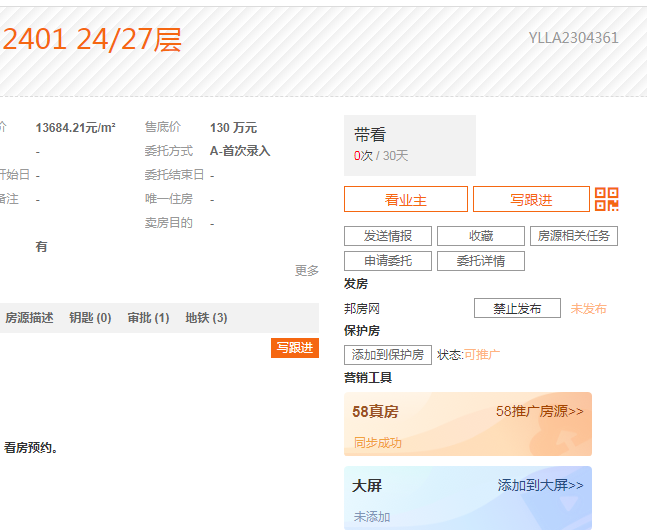 2401 24/27层
YLLA2304361
价 13684.21元/m² 售底价 130 万元
- 委托方式 A-首次录入
开始日 - 委托结束日 -
备注 - 唯一住房 -
卖房目的 -
有
更多
房源描述 钥匙 (0) 审批 (1) 地铁 (3)
写跟进
看房预约。
带看
0次 / 30天
看业主 写跟进
发送情报 收藏 房源相关任务
申请委托 委托详情
发房
邦房网 禁止发布 未发布
保护房
添加到保护房 状态:可推广
营销工具
58真房 58推广房源>>
同步成功
大屏 添加到大屏>>
未添加